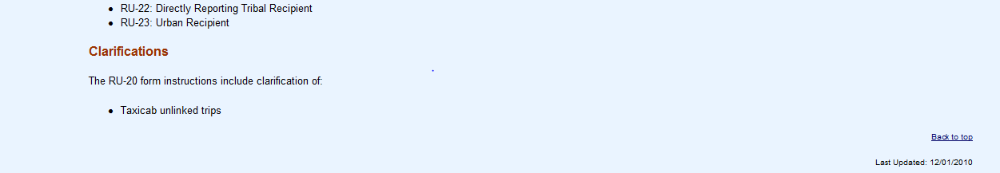 • RU-22: Directly Reporting Tribal Recipient
• RU-23: Urban Recipient
Clarifications
The RU-20 form instructions include clarification of:
• Taxicab unlinked trips
Back to top
Last Updated: 12/01/2010